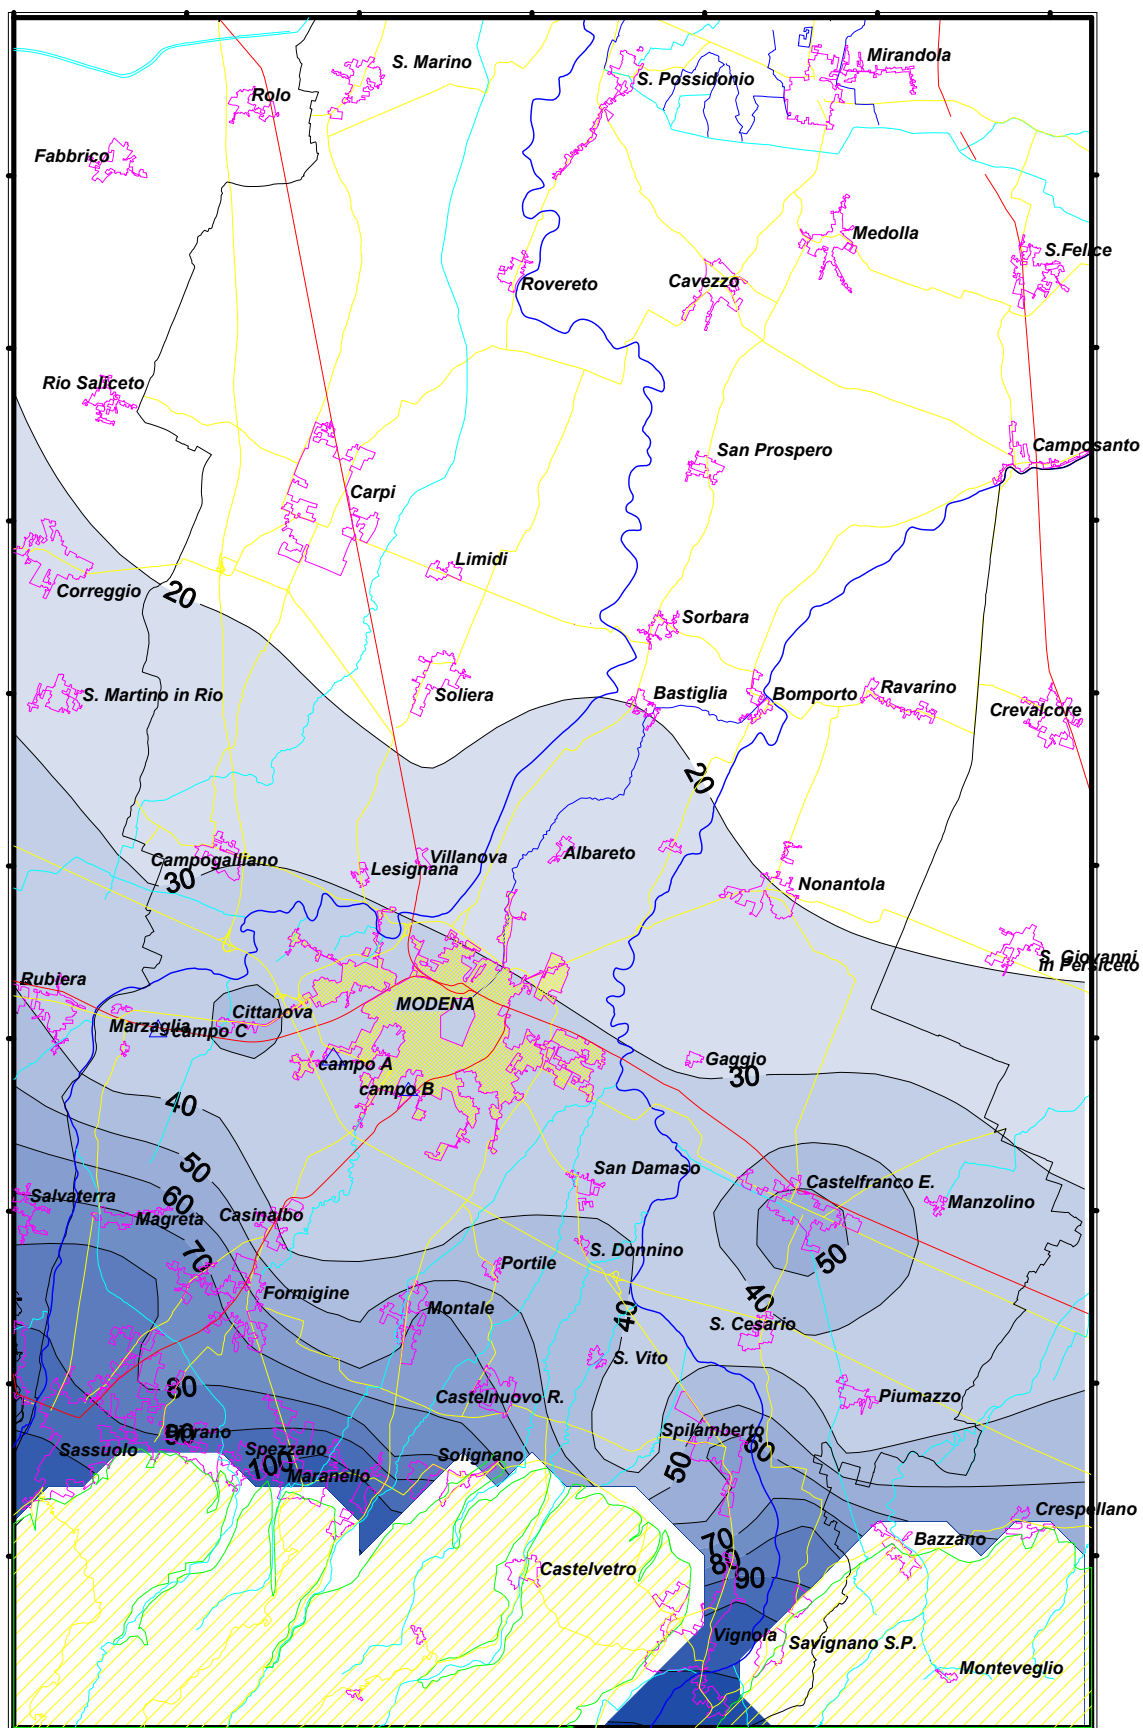 Mirandola
S. Marino
S. Possidonio
Rolo
Fabbrico
Medolla
S.Felice
Rovereto
Cavezzo
Rio Saliceto
Camposanto
San Prospero
Carpi
Limidi
Correggio
20
Sorbara
S. Martino in Rio
Soliera
Bastiglia
Bomporto
Ravarino
Crevalcore
20
Campogalliano
Villanova
Albareto
Lesignana
30
Nonantola
S. Giovanni
in Persiceto
Rubiera
MODENA
Cittanova
Marzaglia
campo C
campo A
Gaggio
30
campo B
40
50
San Damaso
Castelfranco E.
Salvaterra
60
Manzolino
Magreta
Casinalbo
70
S. Donnino
50
Portile
Formigine
Montale
40
40
S. Cesario
S. Vito
80
Castelnuovo R.
Piumazzo
90
Fiorano
Spilamberto
60
Sassuolo
Spezzano
Solignano
100
Maranello
50
Crespellano
70
Bazzano
80
Castelvetro
90
Vignola
Savignano S.P.
Monteveglio